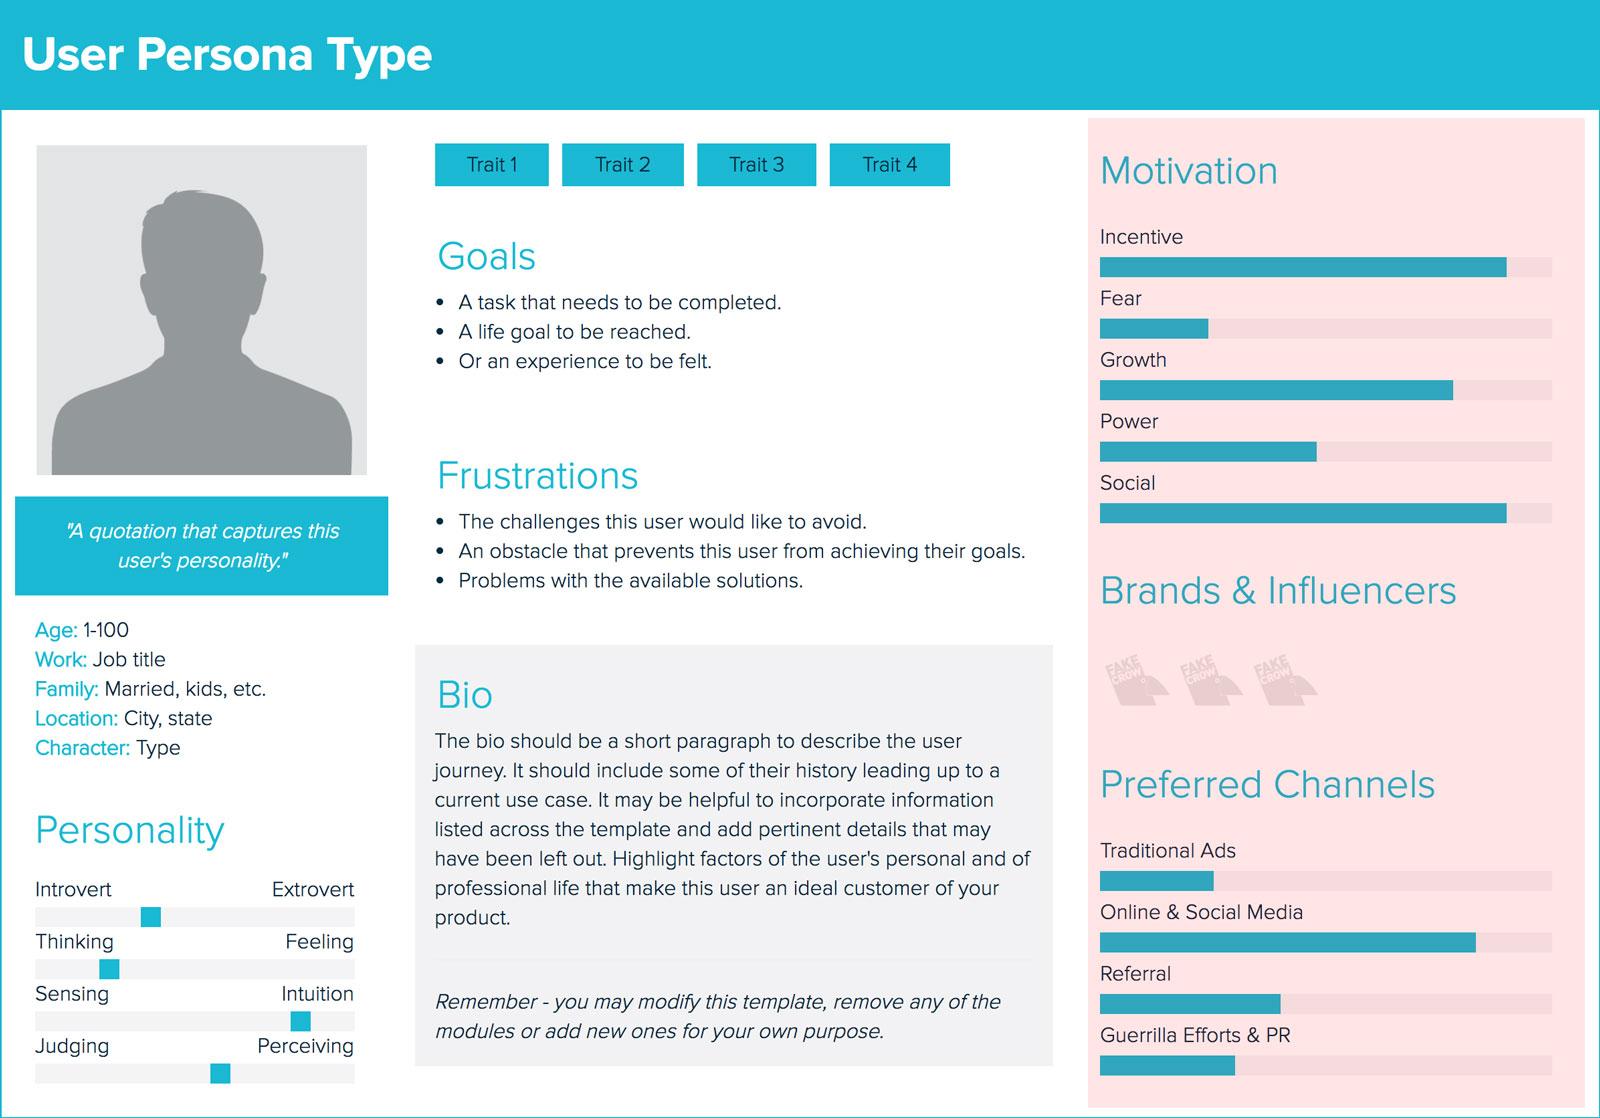 User Persona Type
"A quotation that captures this
user's personality."
Age: 1-100
Work: Job title
Family: Married, kids, etc.
Location: City, state
Character: Type
Personality
Introvert Extrovert
Thinking Feeling
Sensing Intuition
Judging Perceiving
Trait 1 Trait 2 Trait 3 Trait 4
Goals
• A task that needs to be completed.
• A life goal to be reached.
• Or an experience to be felt.
Frustrations
• The challenges this user would like to avoid.
• An obstacle that prevents this user from achieving their goals.
• Problems with the available solutions.
Bio
The bio should be a short paragraph to describe the user
journey. It should include some of their history leading up to a
current use case. It may be helpful to incorporate information
listed across the template and add pertinent details that may
have been left out. Highlight factors of the user's personal and of
professional life that make this user an ideal customer of your
product.
Remember - you may modify this template, remove any of the
modules or add new ones for your own purpose.
Motivation
Incentive
Fear
Growth
Power
Social
Brands & Influencers
FAKE FAKE FAKE
CROW CROW CROW
Preferred Channels
Traditional Ads
Online & Social Media
Referral
Guerrilla Efforts & PR